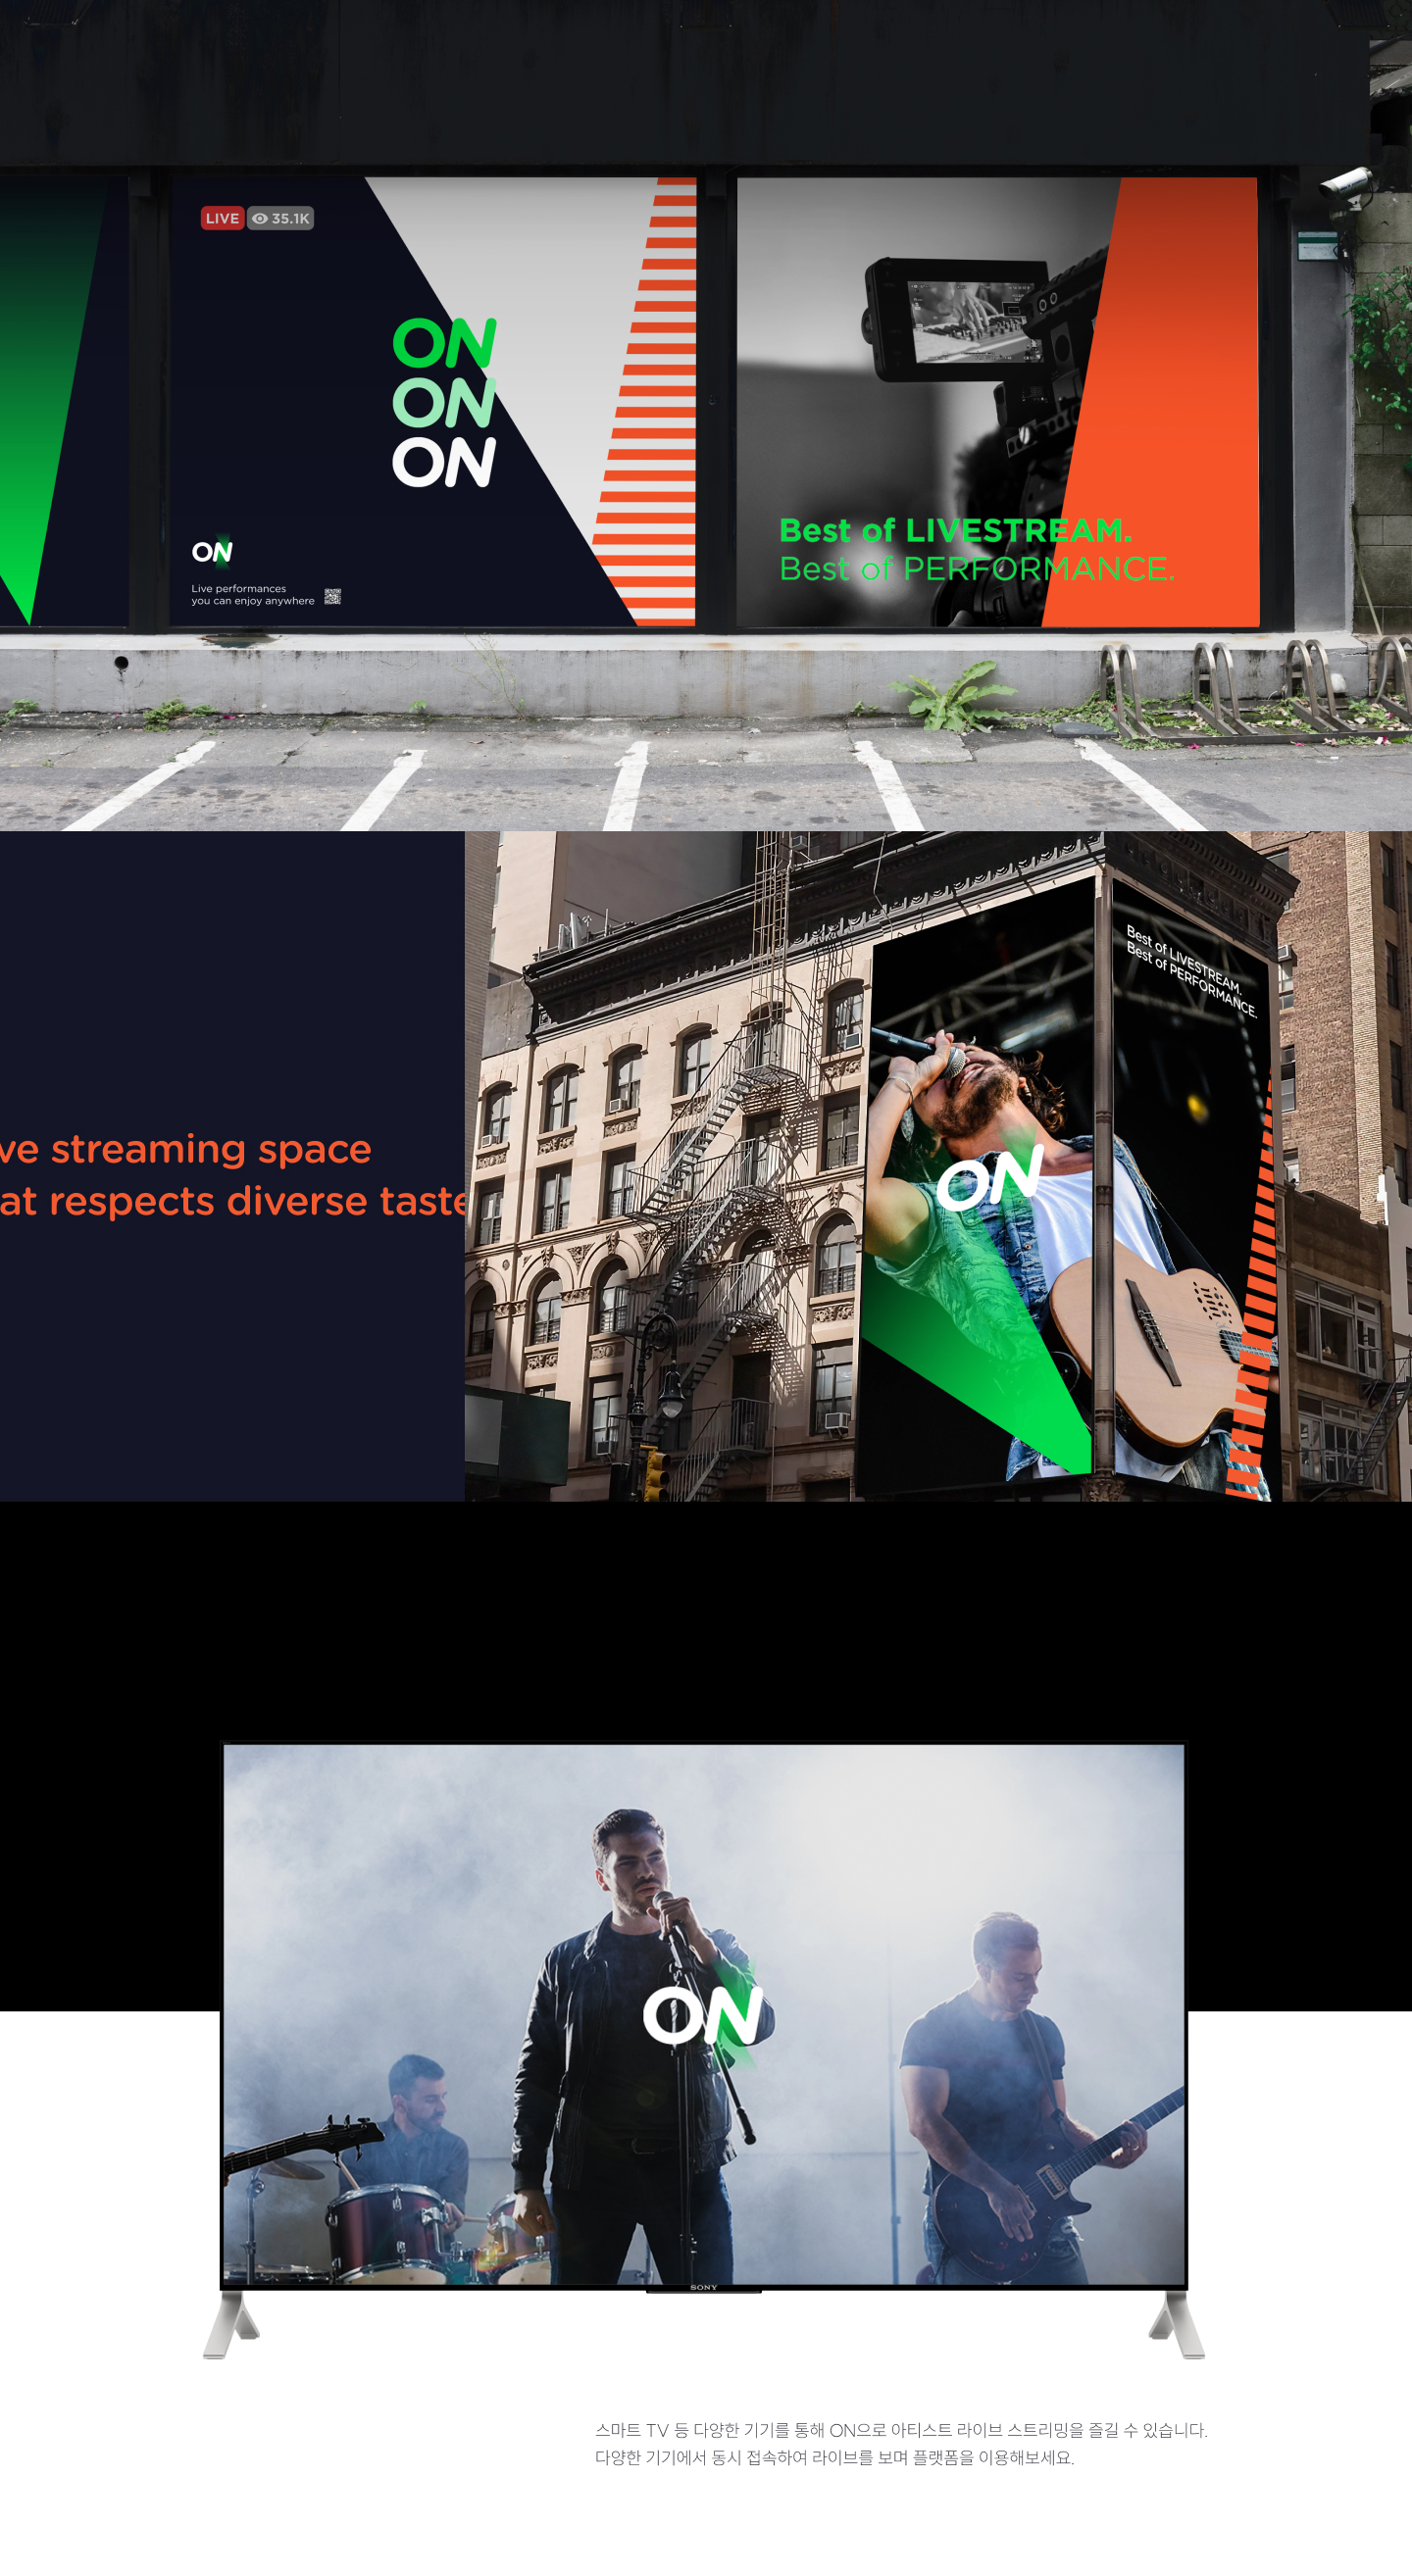 LIVE 35.1K
ON
ON
ON
ON
Live performances
you can enjoy anywhere
Best of LIVESTREAM.
Best of PERFORMANCE.
ve streaming space
at respects diverse taste
Best of LIVESTREAM.
Best of PERFORMANCE.
ON
ON
SONY
스마트 TV 등 다양한 기기를 통해 ON으로 아티스트 라이브 스트리밍을 즐길 수 있습니다.
다양한 기기에서 동시 접속하여 라이브를 보며 플랫폼을 이용해보세요.